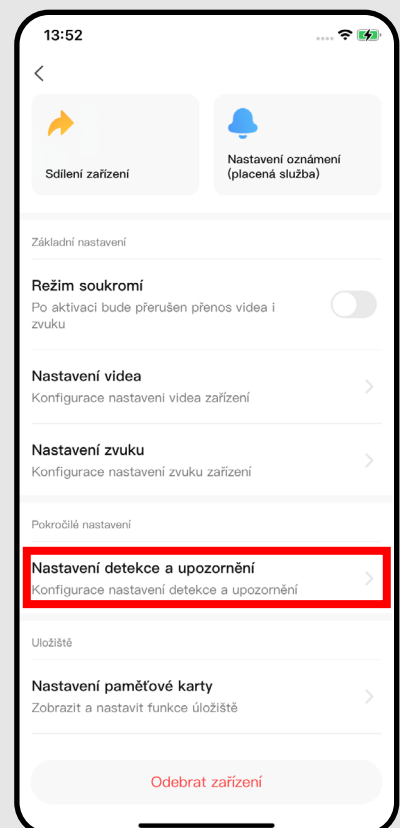 13:52
Sdílení zařízení
Nastavení oznámení
(placená služba)
Základní nastavení
Režim soukromí
Po aktivaci bude přerušen přenos videa i
zvuku
Nastavení videa
Konfigurace nastaveni videa zařízení
Nastavení zvuku
Konfigurace nastavení zvuku zařízení
Pokročilé nastavení
Nastavení detekce a upozornění
Konfigurace nastavení detekce a upozornění
Uložiště
Nastavení paměťové karty
Zobrazit a nastavit funkce úložiště
Odebrat zařízení